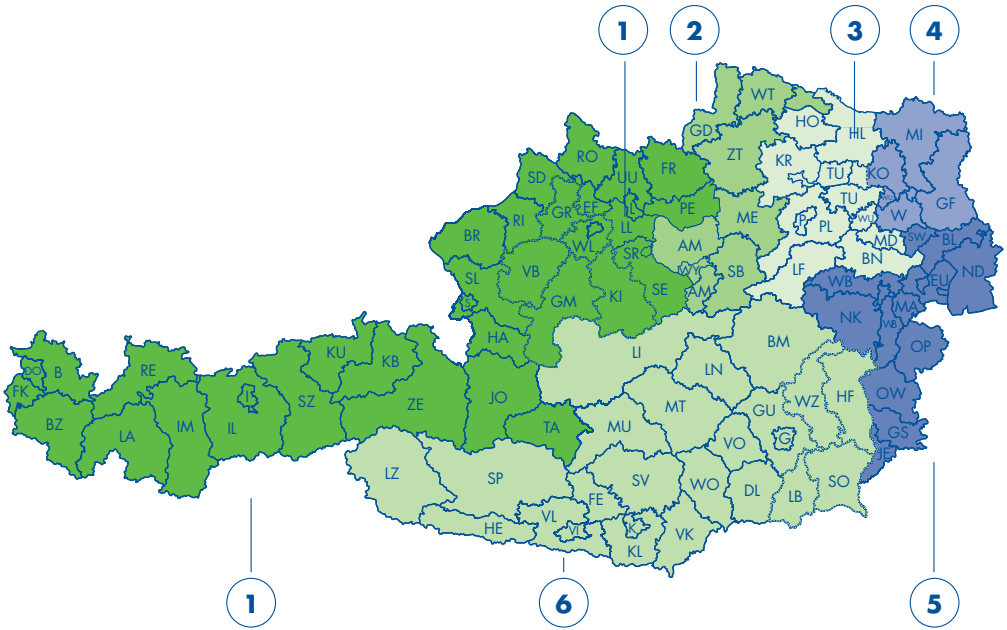 1 2 3 4
WT
HO
GD HL MI
RO
ZT
KR
FR
UU
SD TU KO
TU
EF
GR PE GF
RI LL ME W
P PL WU
BR MD SW BL
AM
WL SR BN
VB WY SB LF ND
SL WB EU
KI SE AM
GM
S MA
NK
WB
HA
KU BM OP
LI
KB
DO B RE LN
FK I OW
SZ ZE JO MT WZ HF
GU
BZ IL IM TA MU GS
LA G
VO
JE
LZ SP SV WO DL SO
FE LB
VL
HE VI K VK
KL
1 6 5